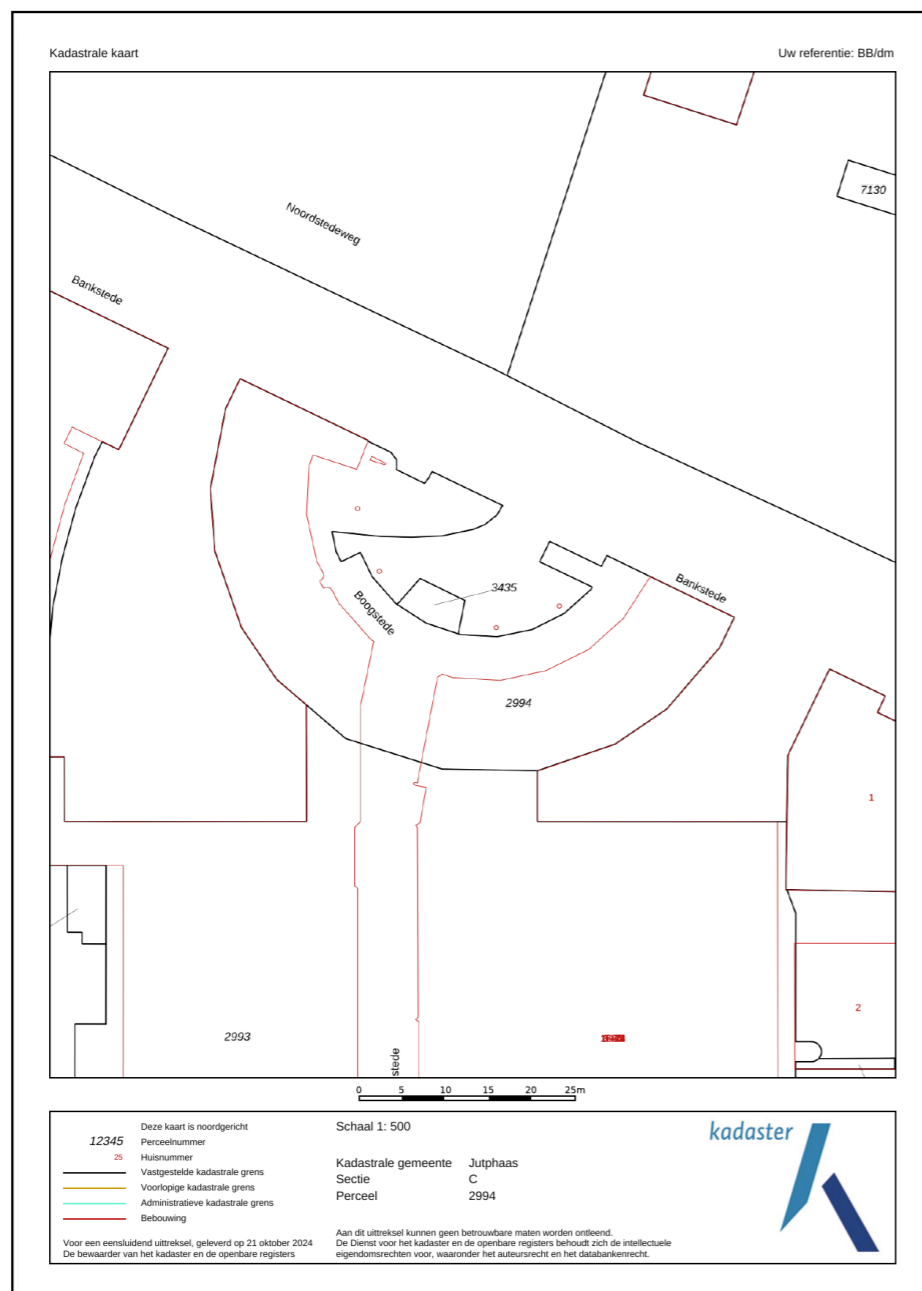 Kadastrale kaart
Uw referentie: BB/dm
7130
Noordstedeweg
Bankstede
3435
Bankstede
Boogstede
2994
1
2
2993
stede
0 5 10 15 20 25m
Deze kaart is noordgericht
12345 Perceelnummer
25 Huisnummer
Vastgestelde kadastrale grens
Voorlopige kadastrale grens
Administratieve kadastrale grens
Bebouwing
Voor een eensluidend uittreksel, geleverd op 21 oktober 2024
De bewaarder van het kadaster en de openbare registers
Schaal 1: 500
Kadastrale gemeente Jutphaas
Sectie C
Perceel 2994
Aan dit uittreksel kunnen geen betrouwbare maten worden ontleend.
De Dienst voor het kadaster en de openbare registers behoudt zich de intellectuele
eigendomsrechten voor, waaronder het auteursrecht en het databankenrecht.
kadaster